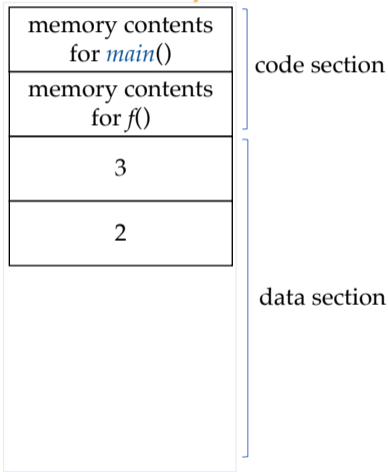 memory contents
for main()
code section
memory contents
for f()
3
2
data section